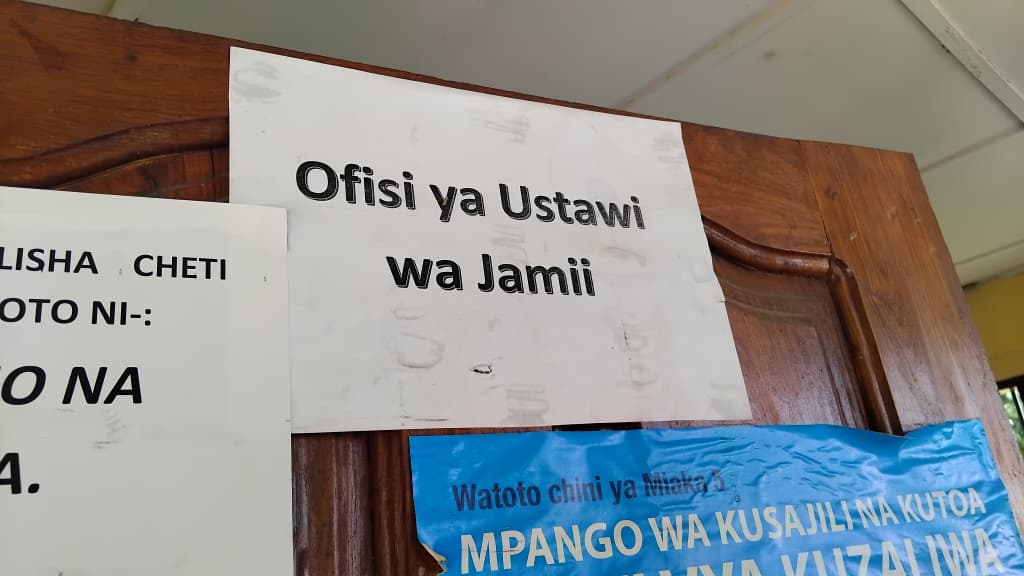 Ofisi ya Ustawi
wa Jamii
LISHA CHETI
OTO NI-:
O NA
A.
Watoto chini ya Miaka 5
MPANGO WA KUSAJILI NA KUTOA
KUZALIWA